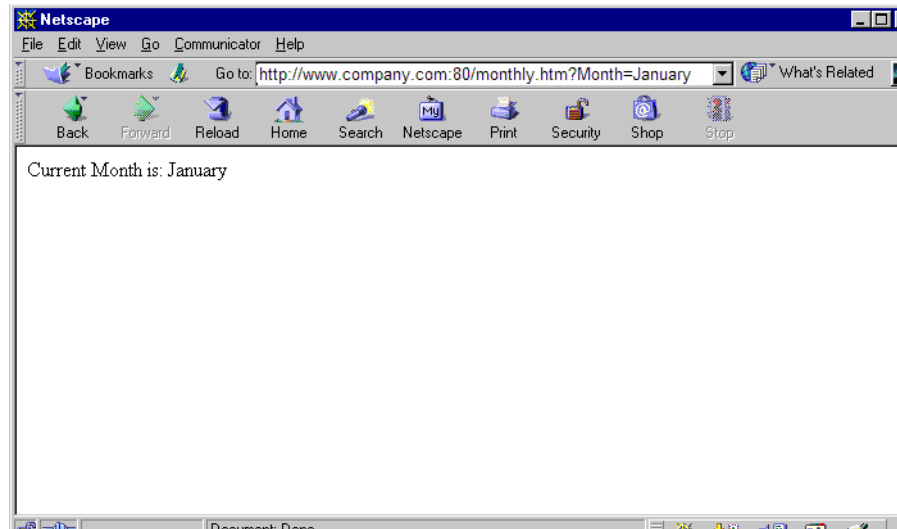 Netscape
File Edit View Go Communicator Help
Bookmarks Go to: http://www.company.com:80/monthly.htm?Month=January What's Related
My
Back Forward Reload Home Search Netscape Print Security Shop Stop
Current Month is: January
Document: Done